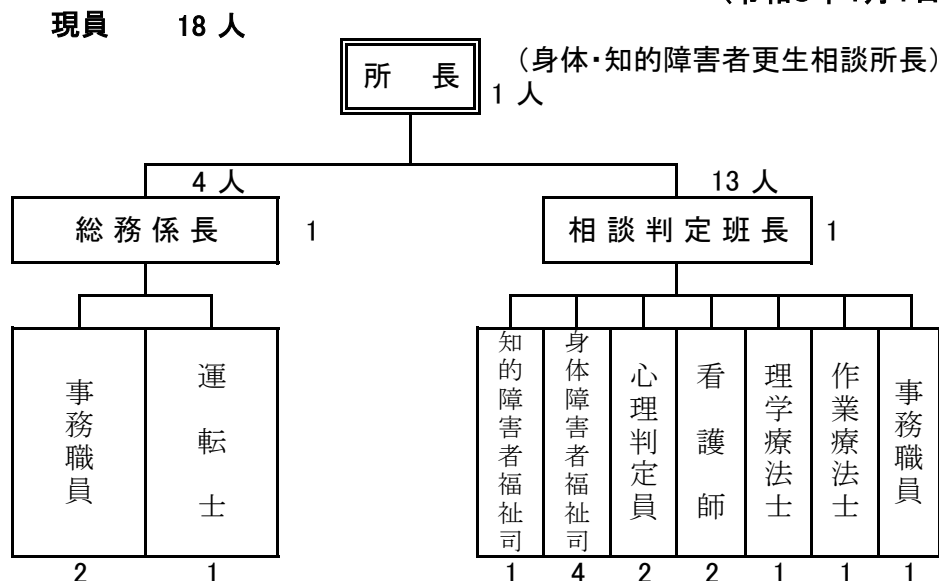 現員 18 人
所 長
(身体・知的障害者更生相談所長)
1 人
4 人
13 人
総務係長
1
相談判定班長
1
事務職員
運転士
知的障害者福祉司
身体障害者福祉司
心理判定員
看護師
理学療法士
作業療法士
事務職員
2 1 1 4 2 2 1 1 1